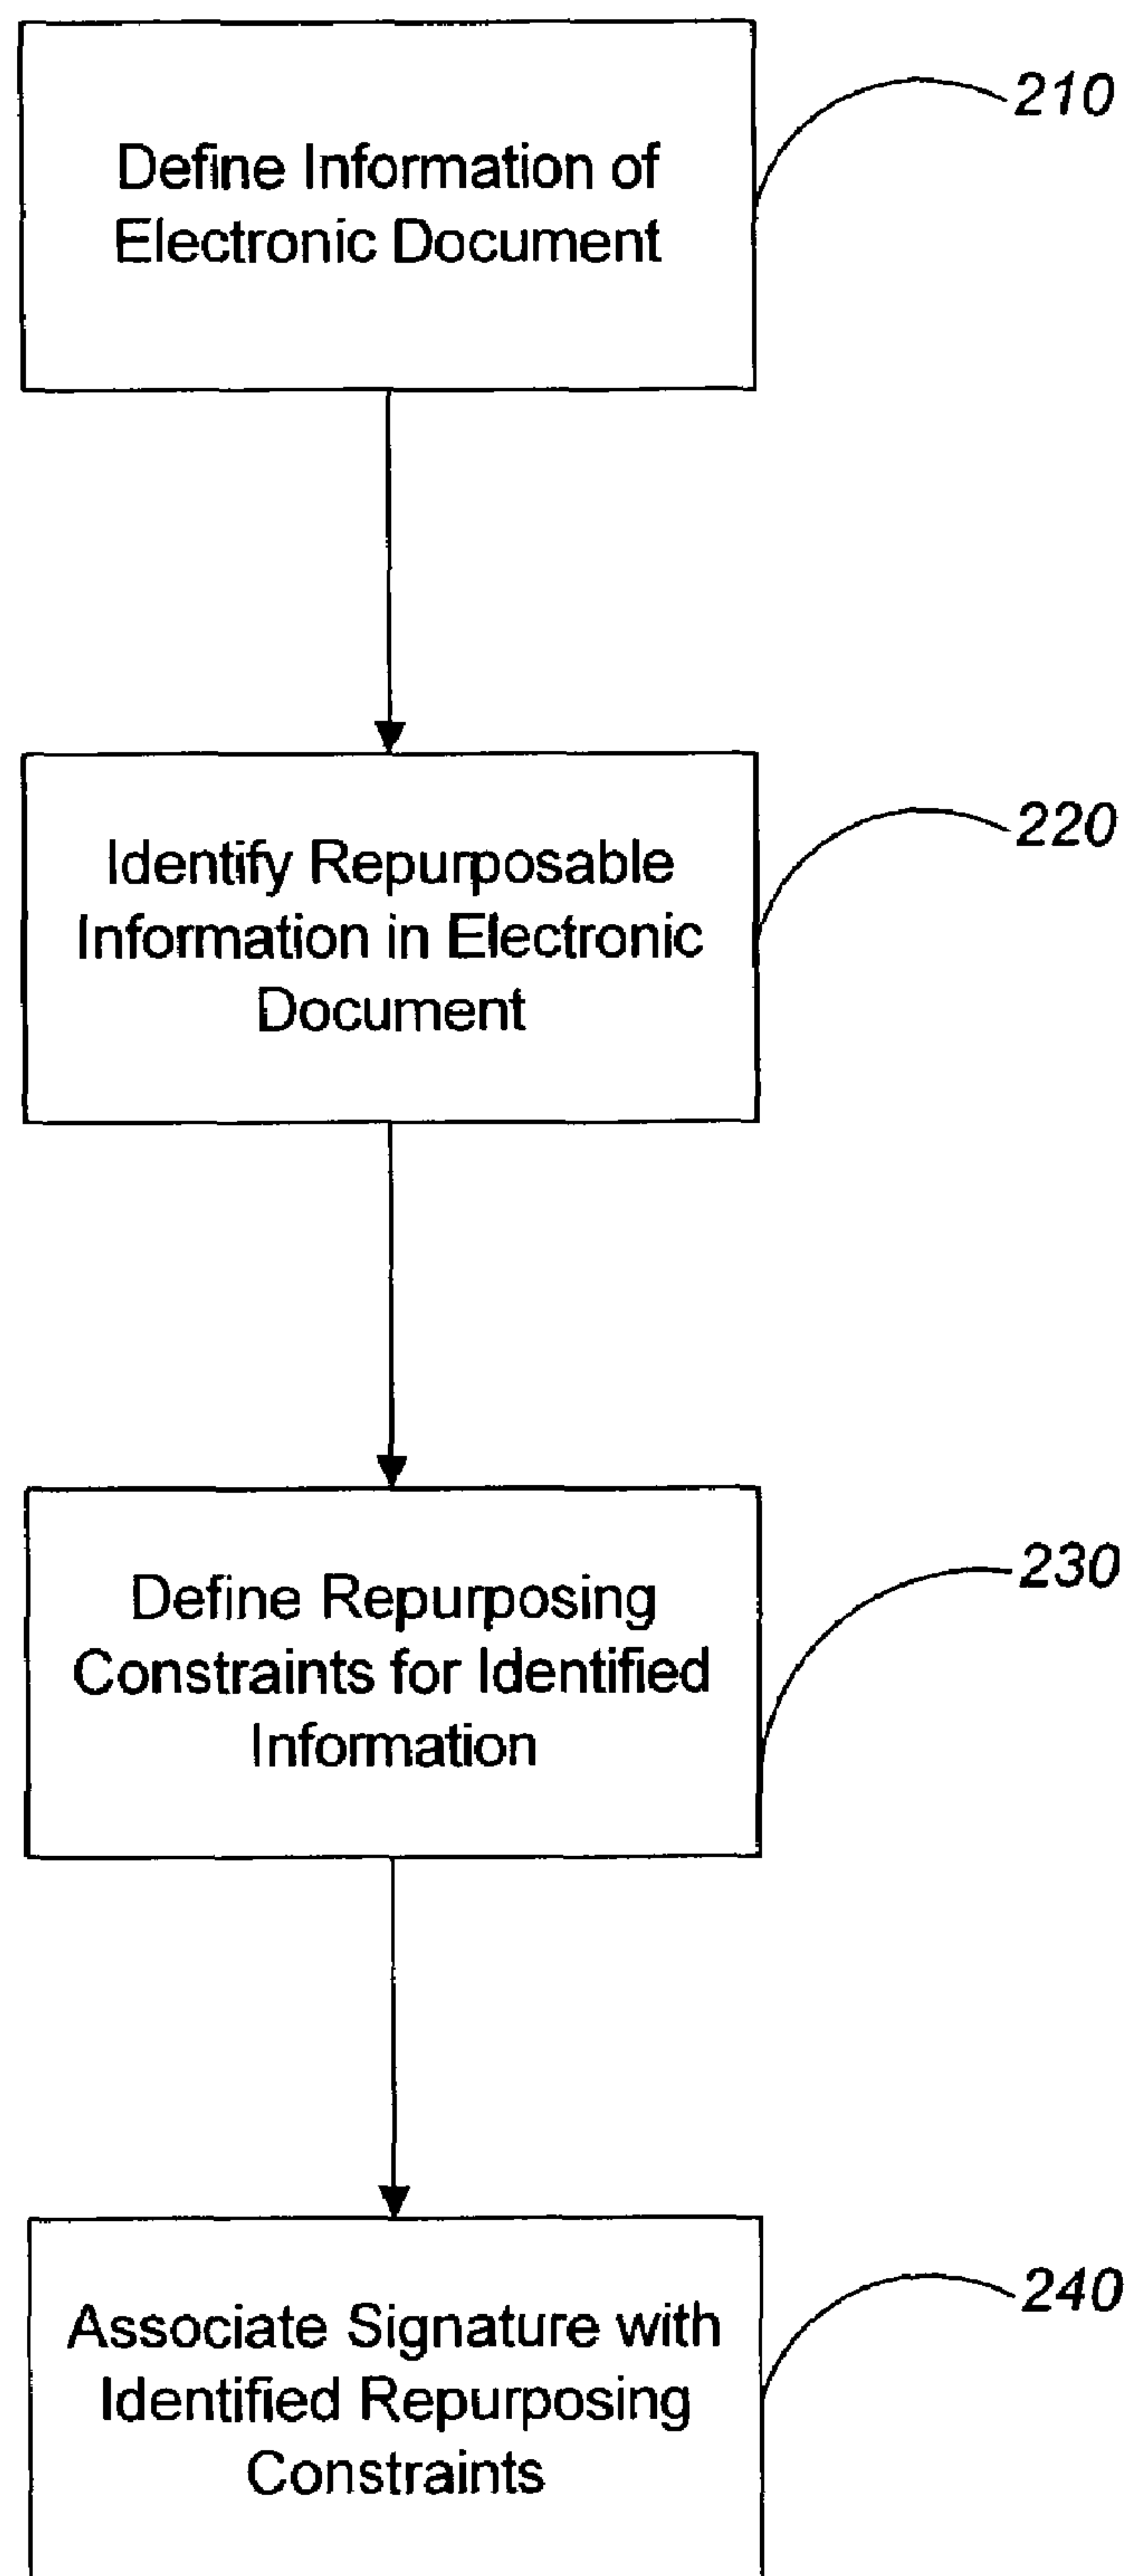 210
Define Information of
Electronic Document
220
Identify Repurposable
Information in Electronic
Document
230
Define Repurposing
Constraints for Identified
Information
240
Associate Signature with
Identified Repurposing
Constraints